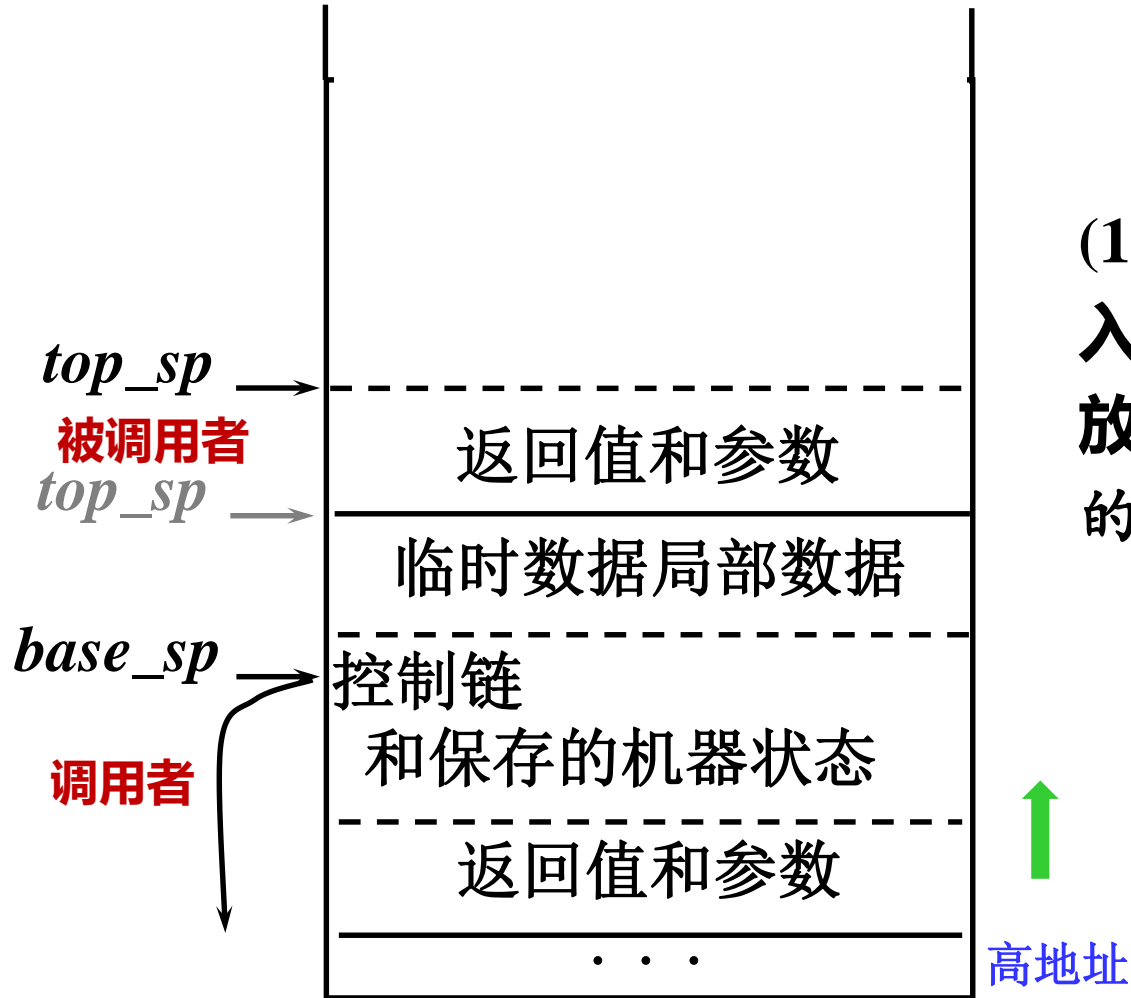 (1
入
放
的
top_sp
被调用者
top_sp
base_sp
调用者
返回值和参数
临时数据局部数据
控制链
和保存的机器状态
返回值和参数
· · ·
高地址